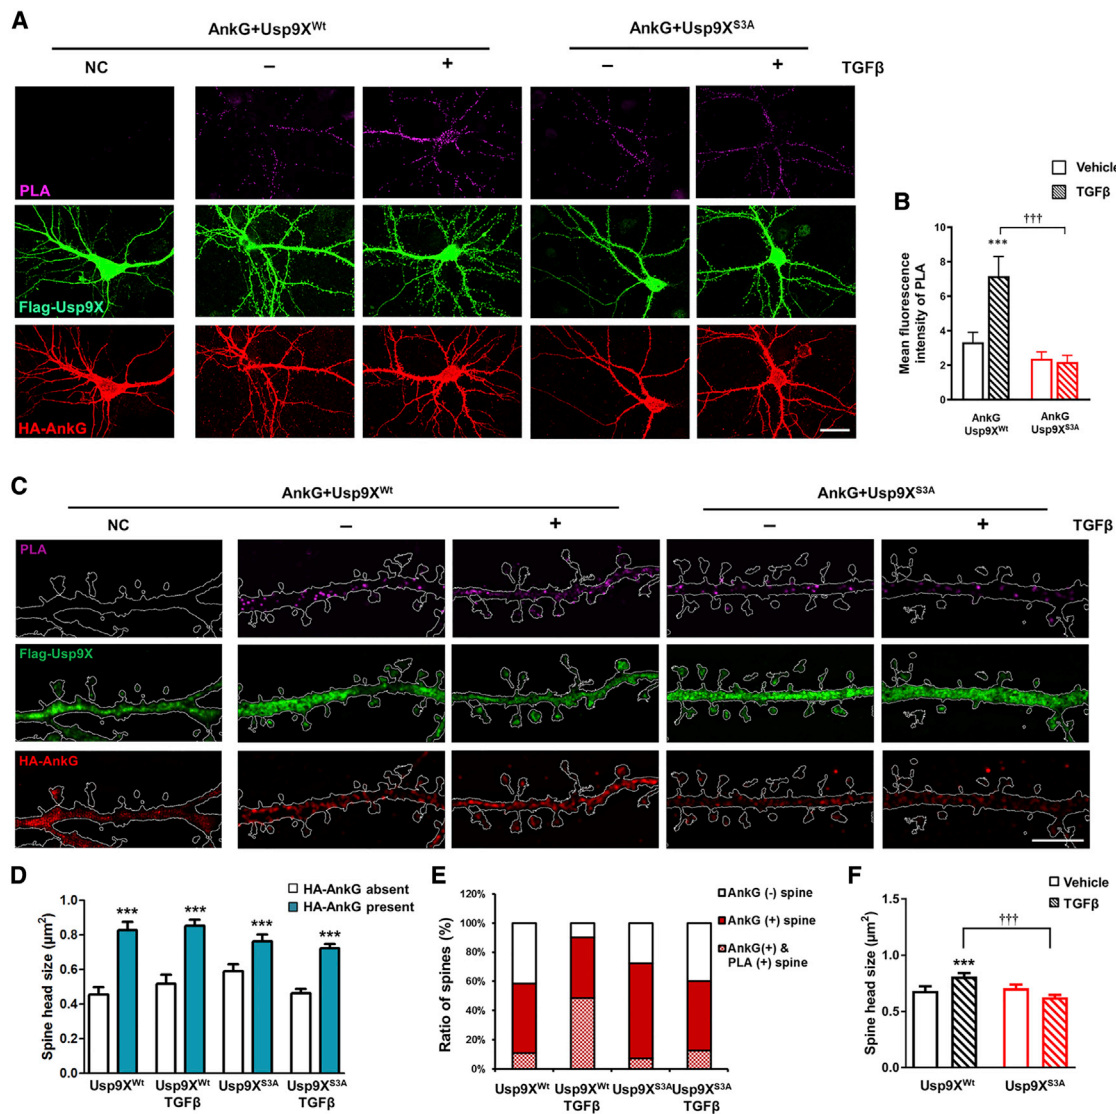 A
AnkG+Usp9X^Wt
AnkG+Usp9X^S3A
NC
–
+
–
+
TGFβ
PLA
Flag-Usp9X
HA-AnkG
B
Vehicle
TGFβ
†††
***
10
8
6
4
2
0
Mean fluorescence
intensity of PLA
AnkG
Usp9X^Wt
AnkG
Usp9X^S3A
C
AnkG+Usp9X^Wt
AnkG+Usp9X^S3A
NC
–
+
–
+
TGFβ
PLA
Flag-Usp9X
HA-AnkG
D
HA-AnkG absent
HA-AnkG present
***
***
***
***
1.0
0.8
0.6
0.4
0.2
0.0
Spine head size (µm²)
Usp9X^Wt
Usp9X^Wt
TGFβ
Usp9X^S3A
Usp9X^S3A
TGFβ
E
120%
100%
80%
60%
40%
20%
0%
Ratio of spines (%)
AnkG (-) spine
AnkG (+) spine
AnkG(+) &
PLA (+) spine
Usp9X^Wt
Usp9X^Wt
TGFβ
Usp9X^S3A
Usp9X^S3A
TGFβ
F
Vehicle
TGFβ
†††
***
1.5
1.0
0.5
0.0
Spine head size (µm²)
Usp9X^Wt
Usp9X^S3A